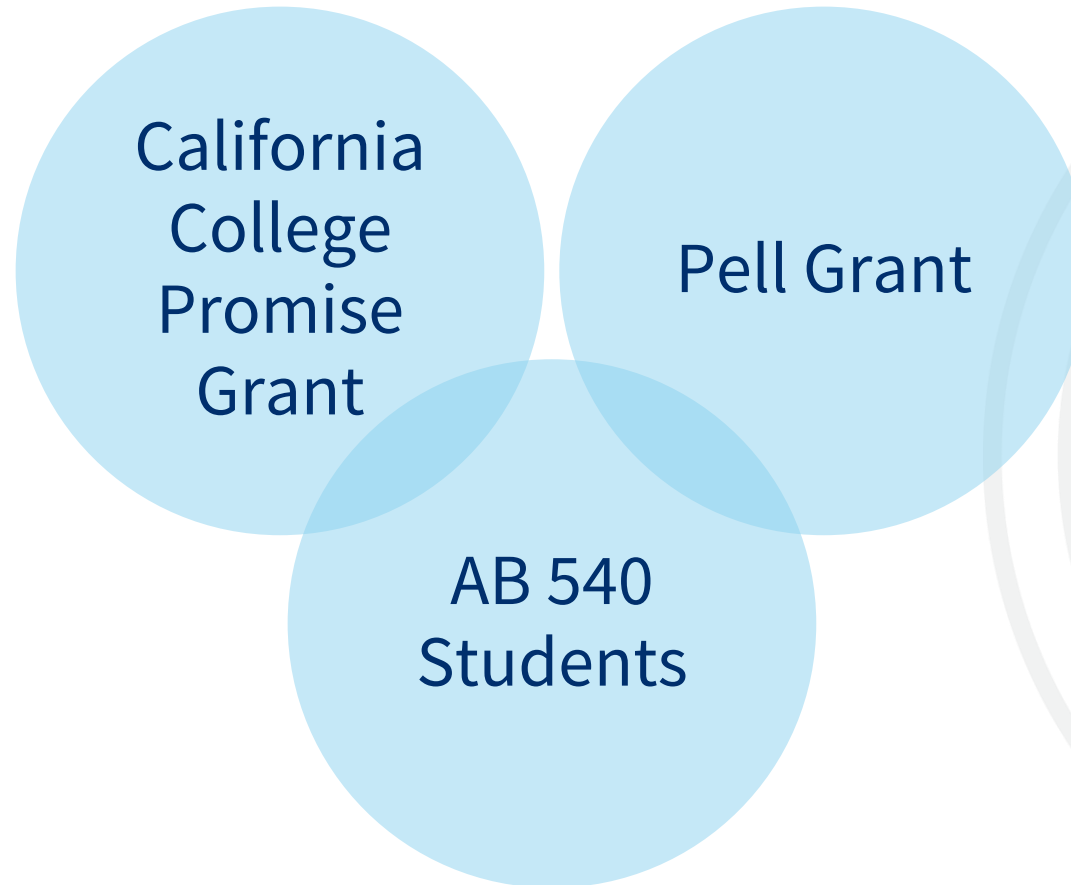 California
College
Promise
Grant
Pell Grant
AB 540
Students